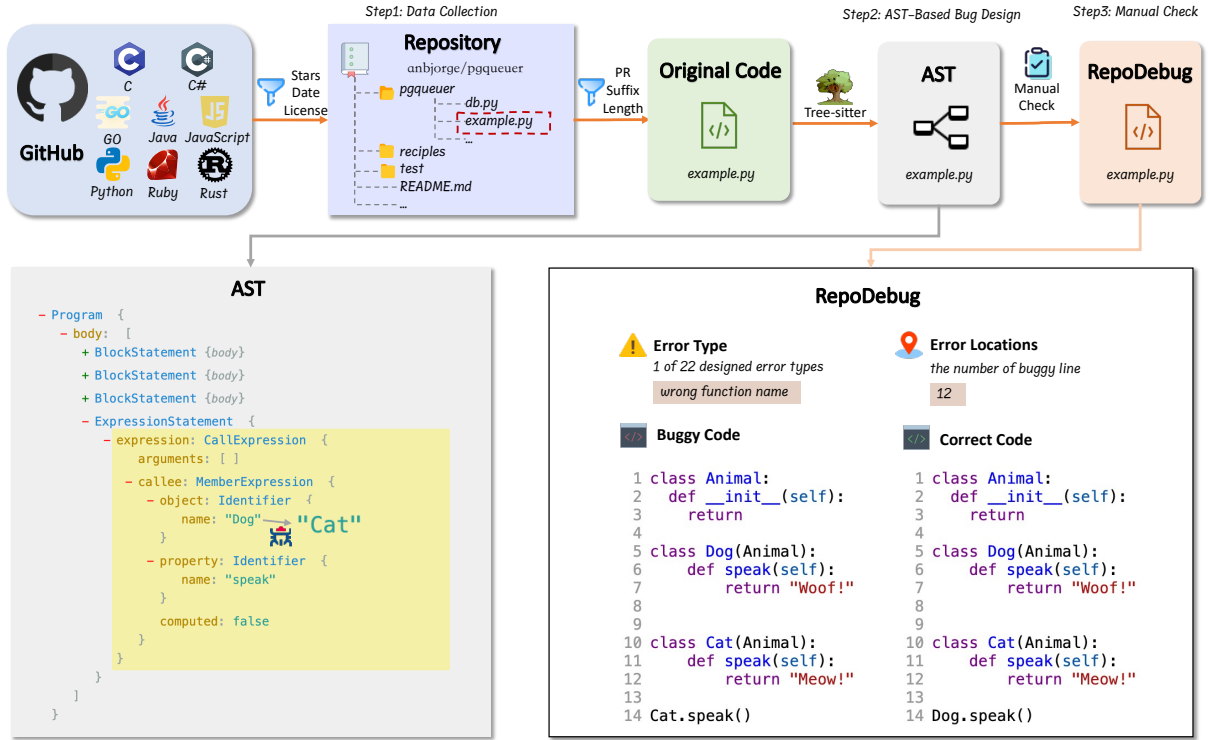 Step1: Data Collection
Step2: AST-Based Bug Design
Step3: Manual Check
GitHub
C
C
C
C#
GO
GO
Java
JS
JavaScript
Python
Ruby
R
Rust
Stars
Date
License
Repository
anbjorge/pgqueuer
pgqueuer
db.py
example.py
...
reciples
test
README.md
...
PR
Suffix
Length
Original Code
</>
example.py
Tree-sitter
AST
example.py
Manual
Check
RepoDebug
</>
example.py
AST
− Program {
− body: [
+ BlockStatement {body}
+ BlockStatement {body}
+ BlockStatement {body}
− ExpressionStatement {
− expression: CallExpression {
arguments: [ ]
− callee: MemberExpression {
− object: Identifier {
name: "Dog" "Cat"
}
− property: Identifier {
name: "speak"
}
computed: false
}
}
}
]
}
RepoDebug
Error Type
1 of 22 designed error types
wrong function name
Error Locations
the number of buggy line
12
</> Buggy Code
1 class Animal:
2 def __init__(self):
3 return
4
5 class Dog(Animal):
6 def speak(self):
7 return "Woof!"
8
9
10 class Cat(Animal):
11 def speak(self):
12 return "Meow!"
13
14 Cat.speak()
</> Correct Code
1 class Animal:
2 def __init__(self):
3 return
4
5 class Dog(Animal):
6 def speak(self):
7 return "Woof!"
8
9
10 class Cat(Animal):
11 def speak(self):
12 return "Meow!"
13
14 Dog.speak()